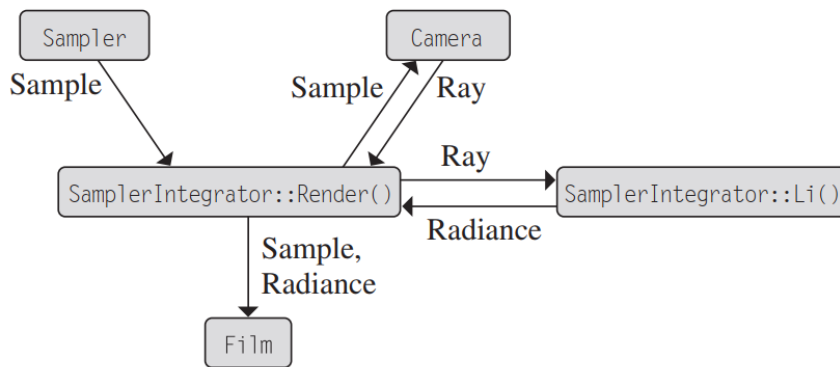 Sampler
Camera
Sample
Sample
Ray
Ray
SamplerIntegrator::Render()
SamplerIntegrator::Li()
Radiance
Sample,
Radiance
Film